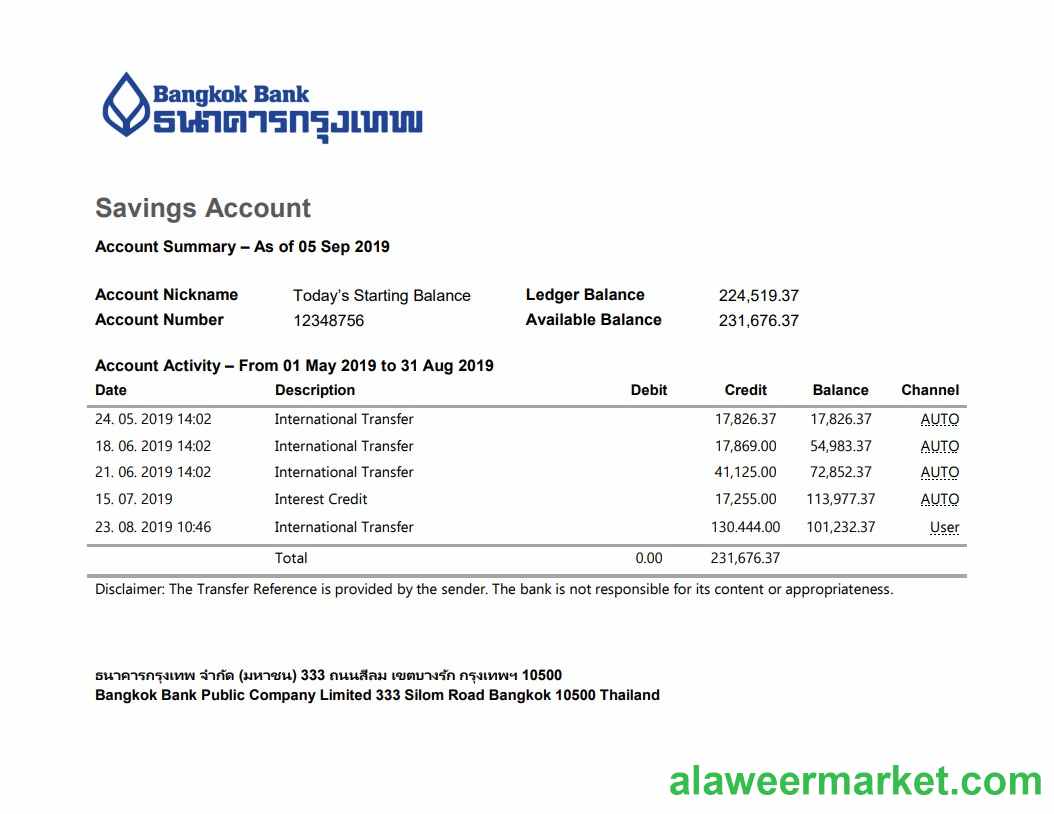 Bangkok Bank
ธนาคารกรุงเทพ
Savings Account
Account Summary – As of 05 Sep 2019
Account Nickname Today’s Starting Balance Ledger Balance 224,519.37
Account Number 12348756 Available Balance 231,676.37
Account Activity – From 01 May 2019 to 31 Aug 2019
Date Description Debit Credit Balance Channel
24. 05. 2019 14:02 International Transfer 17,826.37 17,826.37 AUTO
18. 06. 2019 14:02 International Transfer 17,869.00 54,983.37 AUTO
21. 06. 2019 14:02 International Transfer 41,125.00 72,852.37 AUTO
15. 07. 2019 Interest Credit 17,255.00 113,977.37 AUTO
23. 08. 2019 10:46 International Transfer 130.444.00 101,232.37 User
Total 0.00 231,676.37
Disclaimer: The Transfer Reference is provided by the sender. The bank is not responsible for its content or appropriateness.
ธนาคารกรุงเทพ จำกัด (มหาชน) 333 ถนนสีลม เขตบางรัก กรุงเทพฯ 10500
Bangkok Bank Public Company Limited 333 Silom Road Bangkok 10500 Thailand
alaweermarket.com